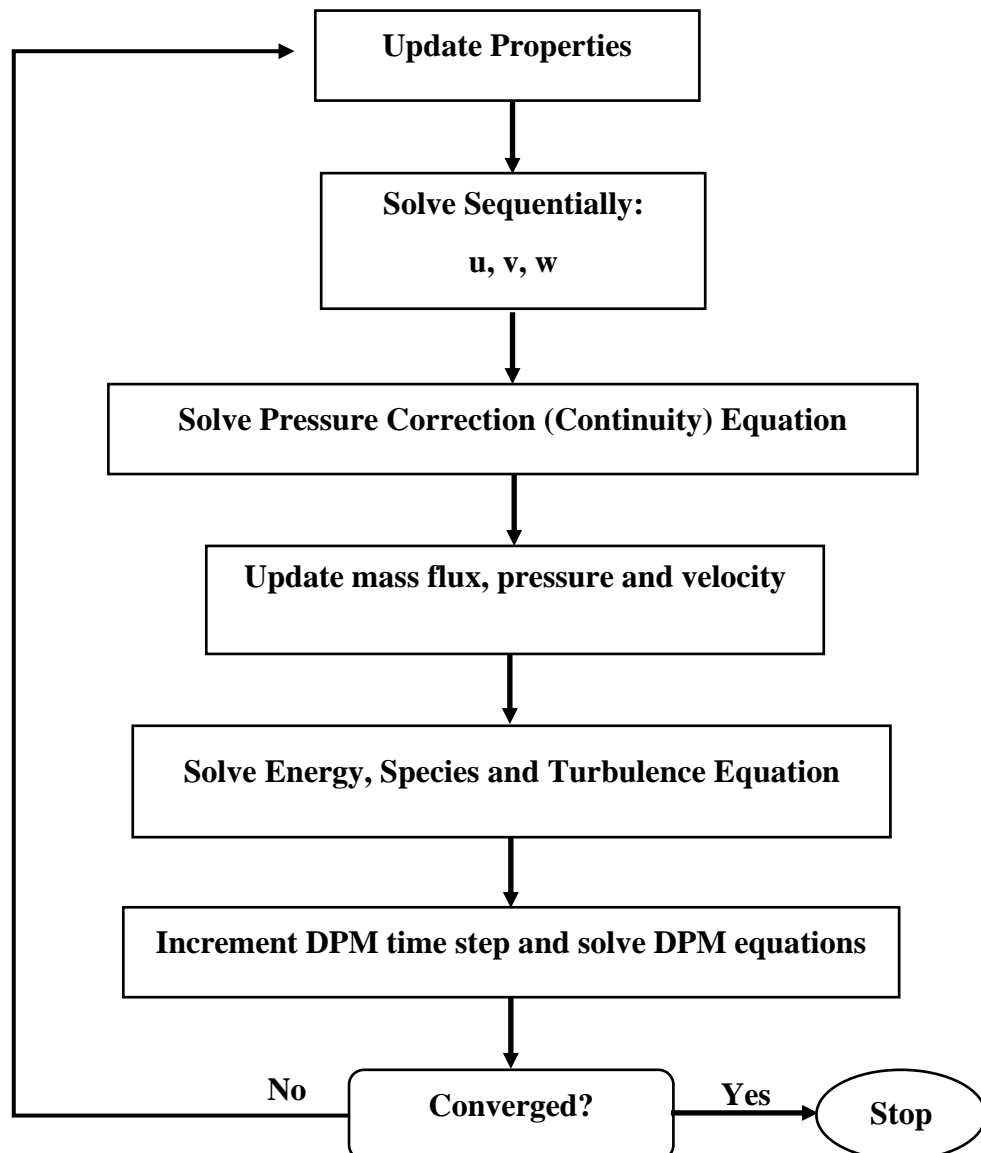 Update Properties
Solve Sequentially:
u, v, w
Solve Pressure Correction (Continuity) Equation
Update mass flux, pressure and velocity
Solve Energy, Species and Turbulence Equation
Increment DPM time step and solve DPM equations
No
Converged?
Yes
Stop